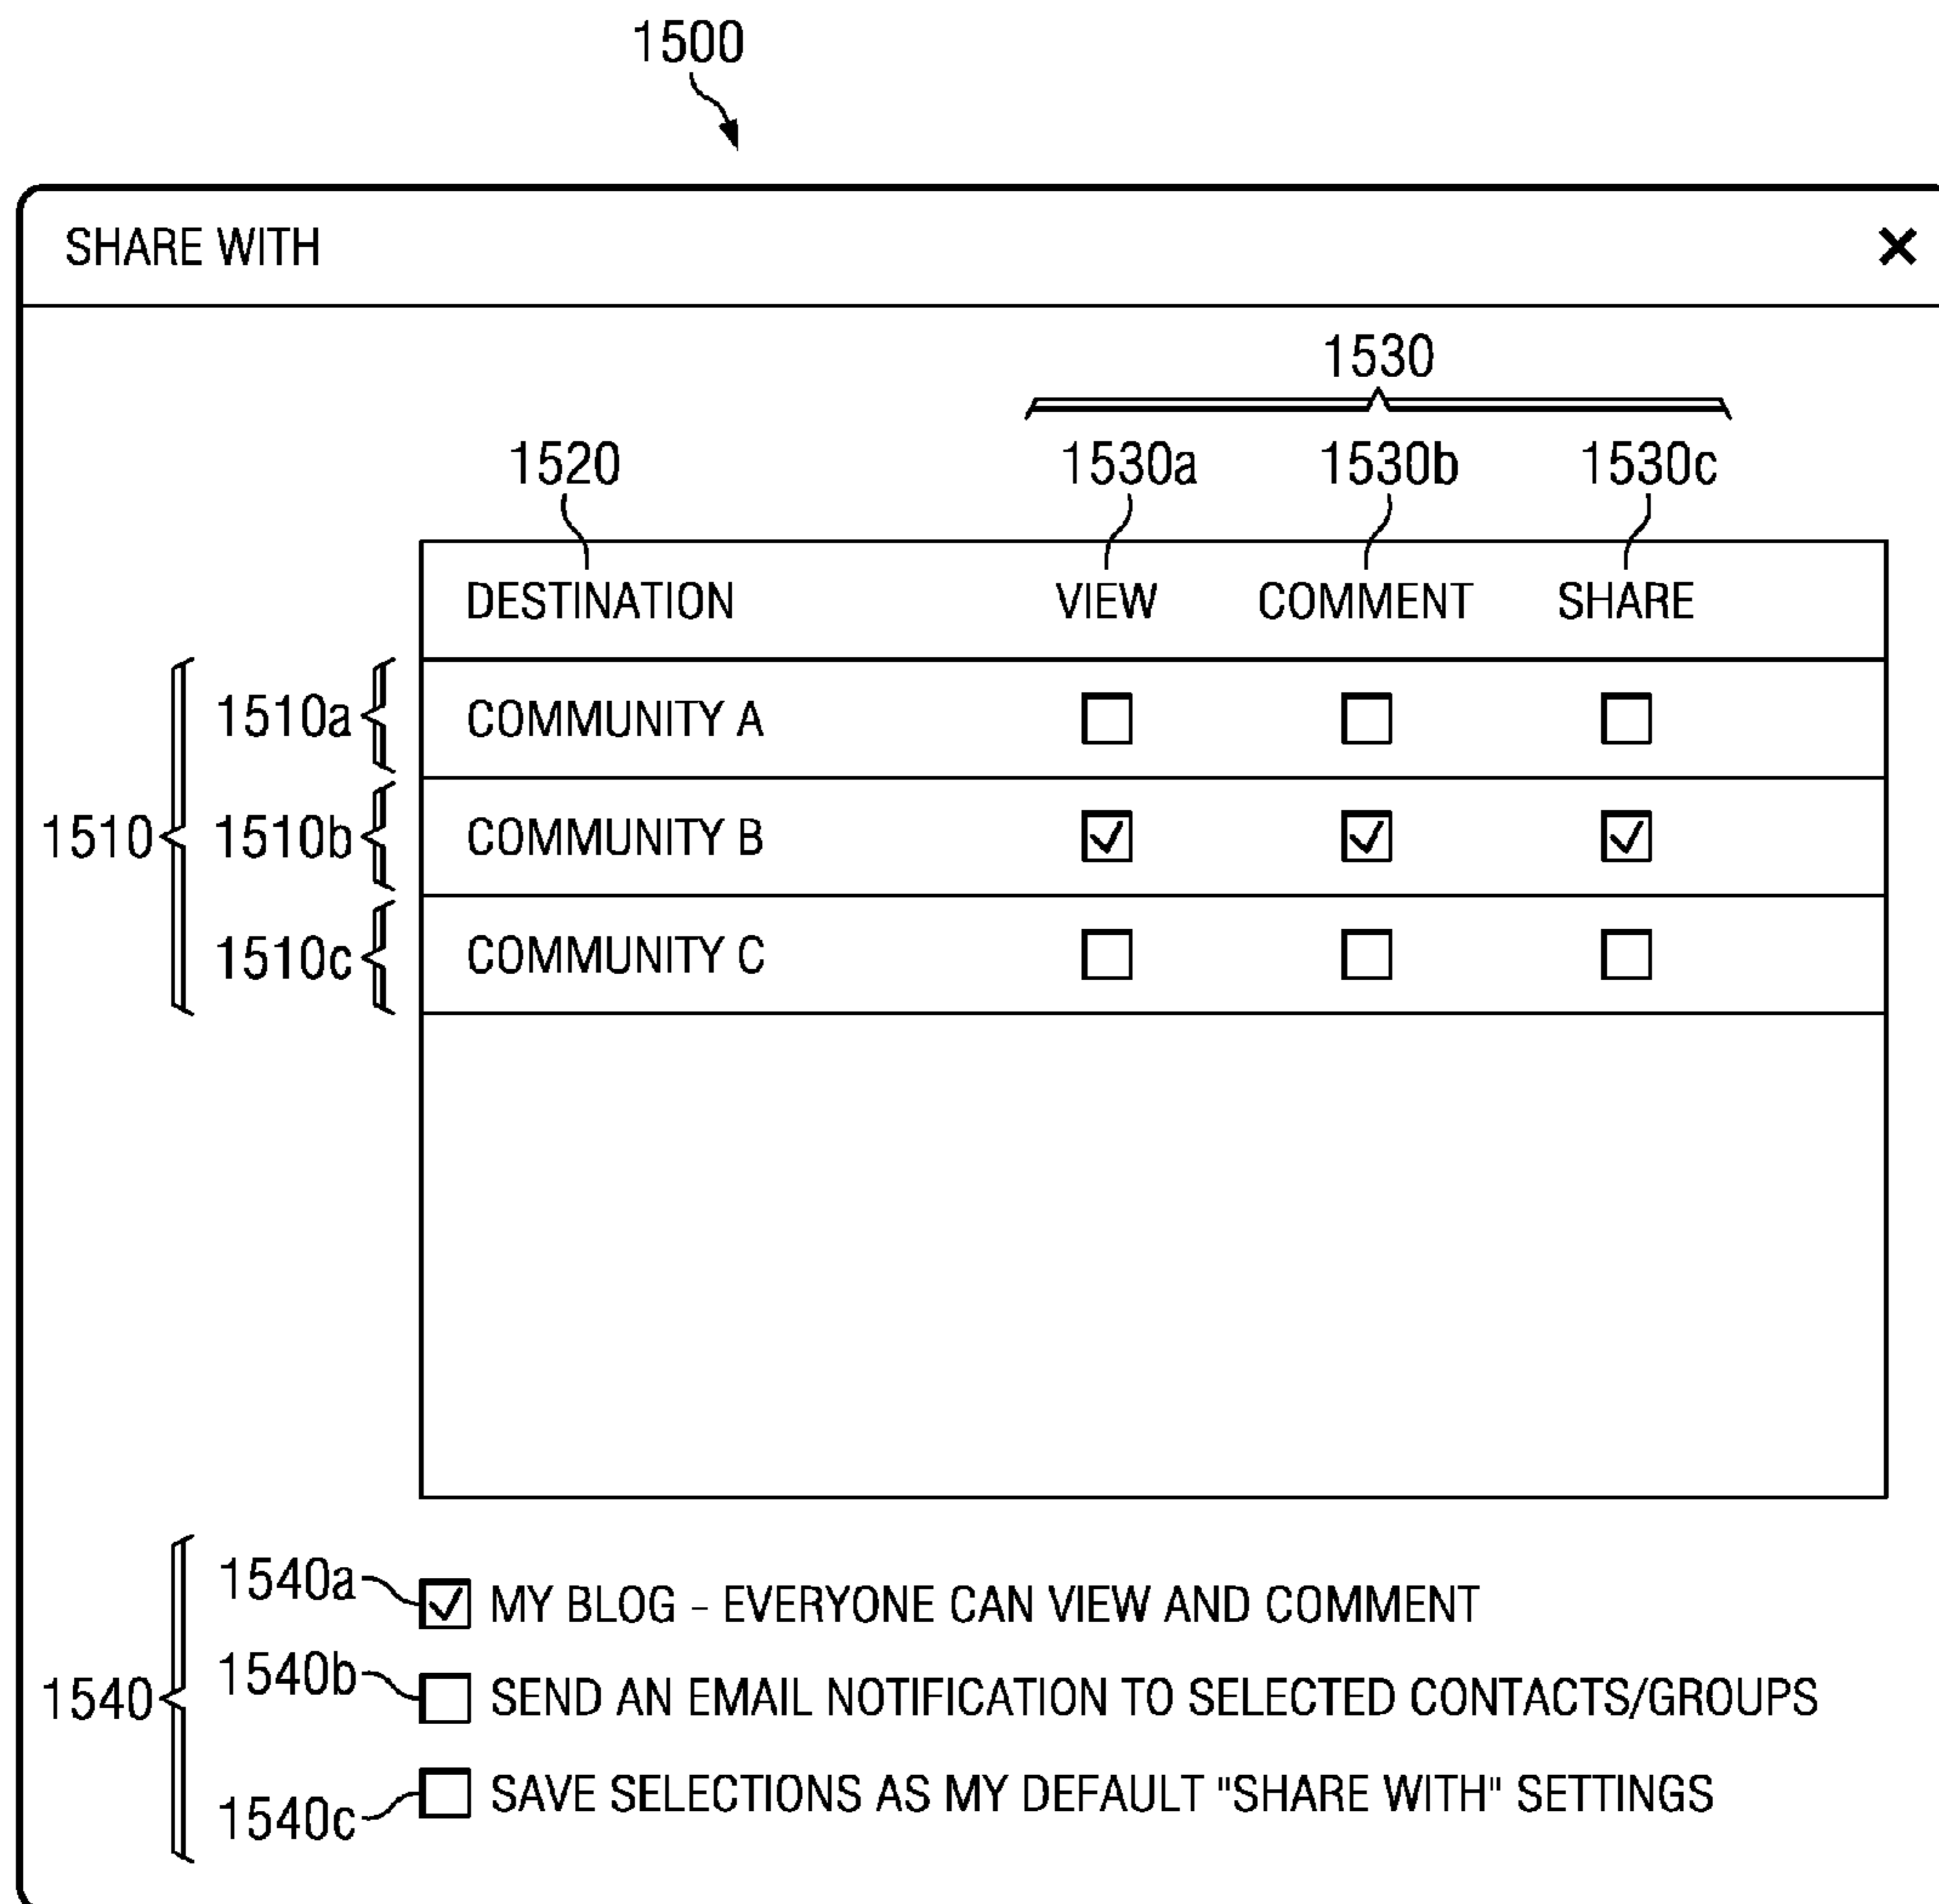 1500
SHARE WITH
1530
1520 1530a 1530b 1530c
DESTINATION VIEW COMMENT SHARE
1510a COMMUNITY A
1510 1510b COMMUNITY B
1510c COMMUNITY C
1540a MY BLOG – EVERYONE CAN VIEW AND COMMENT
1540 1540b SEND AN EMAIL NOTIFICATION TO SELECTED CONTACTS/GROUPS
1540c SAVE SELECTIONS AS MY DEFAULT "SHARE WITH" SETTINGS